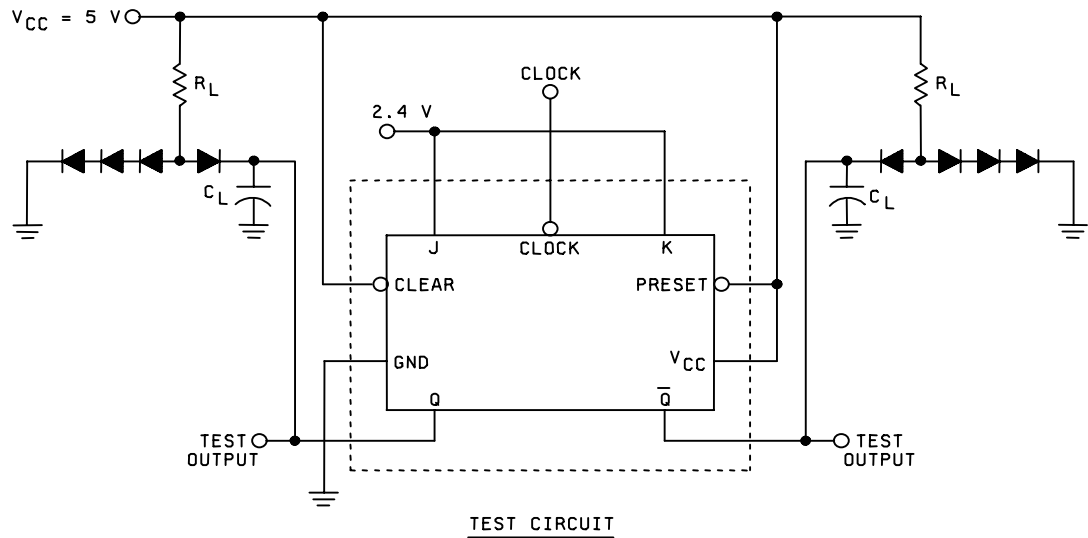 V_CC = 5 V
R_L
CLOCK
R_L
2.4 V
C_L
C_L
J
CLOCK
K
CLEAR
PRESET
GND
V_CC
Q
Q̅
TEST
OUTPUT
TEST
OUTPUT
TEST CIRCUIT